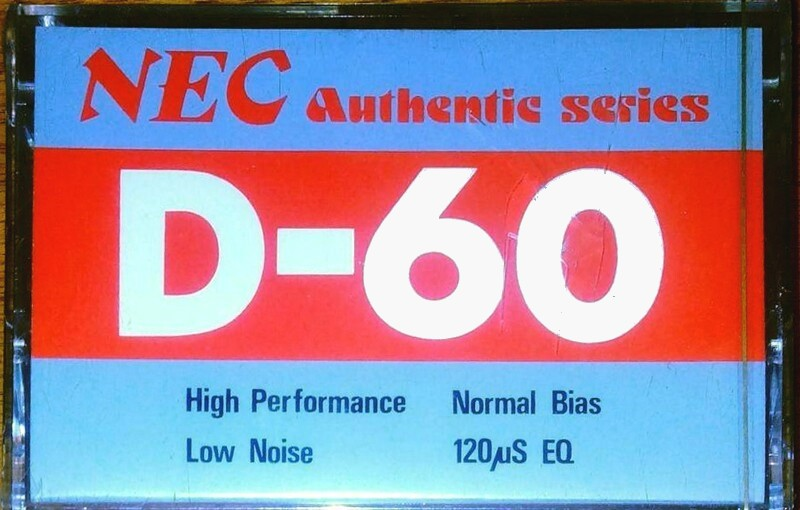 NEC Authentic series
D-60
High Performance Normal Bias
Low Noise 120µS EQ